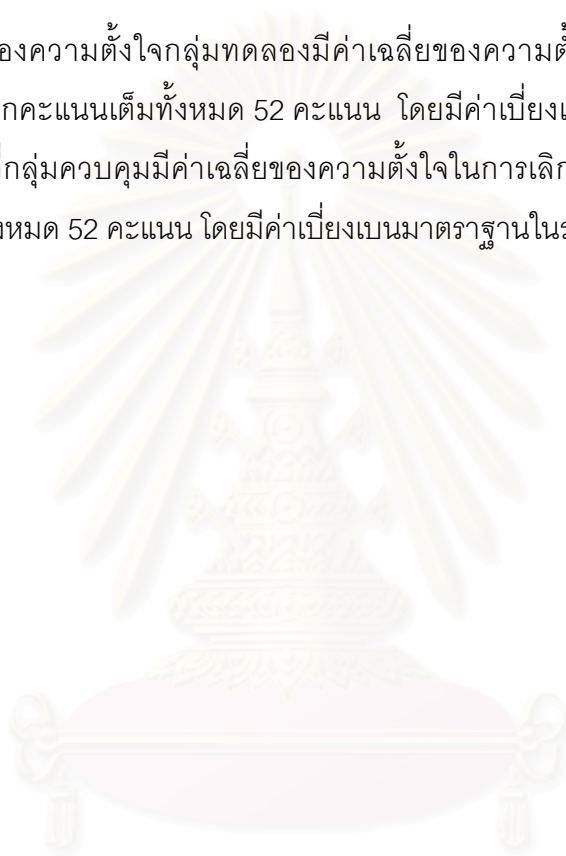 องความตั้งใจกลุ่มทดลองมีค่าเฉลี่ยของความตั้
กคะแนนเต็มทั้งหมด 52 คะแนน โดยมีค่าเบี่ยงเ
กลุ่มควบคุมมีค่าเฉลี่ยของความตั้งใจในการเลิก
งหมด 52 คะแนน โดยมีค่าเบี่ยงเบนมาตราฐานใน